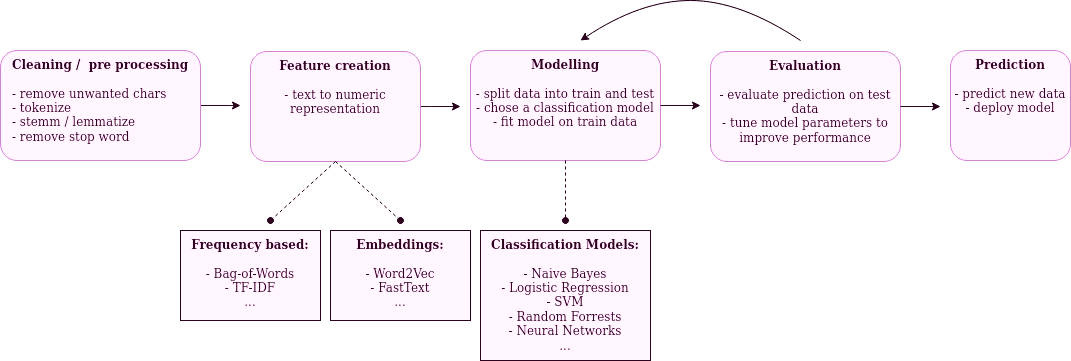 Cleaning /  pre processing
- remove unwanted chars
- tokenize
- stemm / lemmatize
- remove stop word
Feature creation
- text to numeric
representation
Modelling
- split data into train and test
- chose a classification model
- fit model on train data
Evaluation
- evaluate prediction on test
data
- tune model parameters to
improve performance
Prediction
- predict new data
- deploy model
Frequency based:
- Bag-of-Words
- TF-IDF
...
Embeddings:
- Word2Vec
- FastText
...
Classification Models:
- Naive Bayes
- Logistic Regression
- SVM
- Random Forrests
- Neural Networks
...